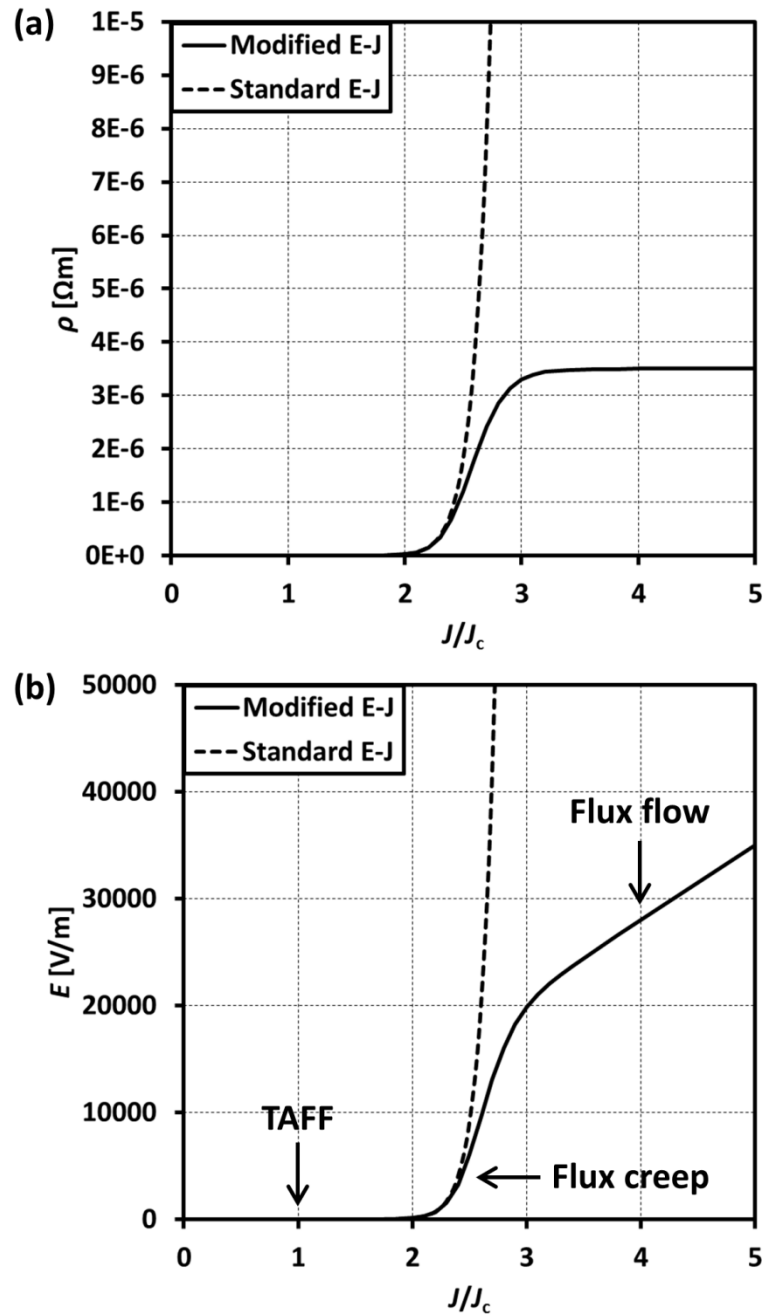 (a)
Modified E-J
Standard E-J
1E-5
9E-6
8E-6
7E-6
6E-6
5E-6
4E-6
3E-6
2E-6
1E-6
0E+0
ρ [Ωm]
0 1 2 3 4 5
J/Jc
(b)
Modified E-J
Standard E-J
50000
40000
30000
20000
10000
0
E [V/m]
Flux flow
TAFF
Flux creep
0 1 2 3 4 5
J/Jc